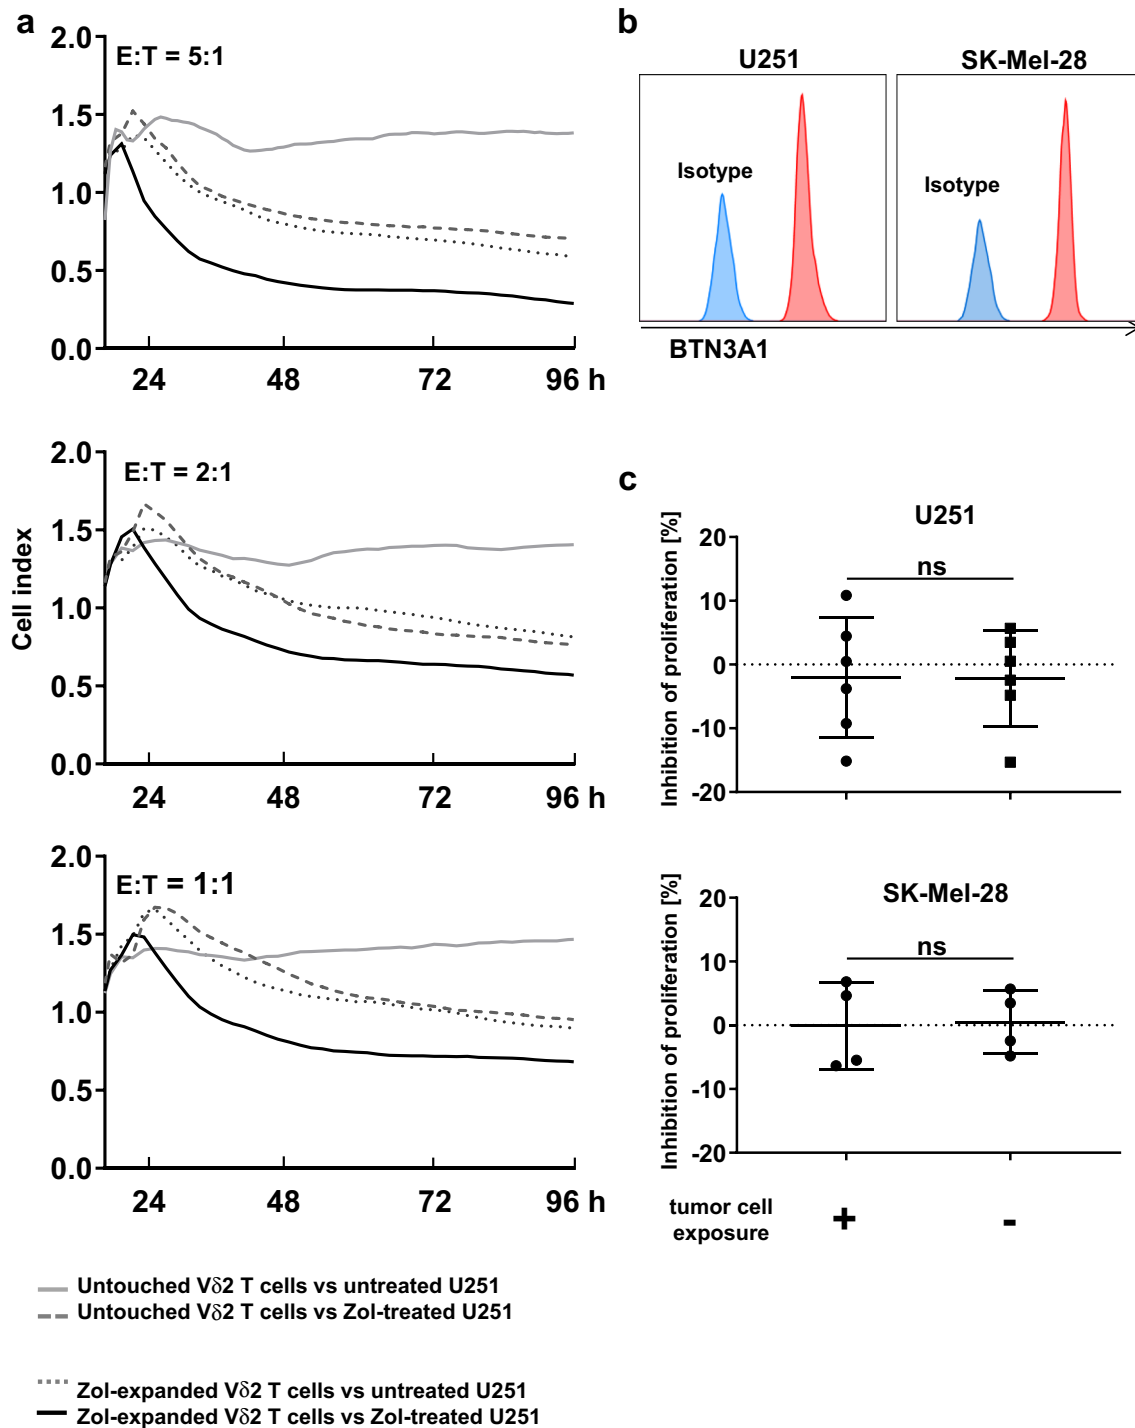 a
E:T = 5:1
2.0
1.5
1.0
0.5
0.0
24 48 72 96 h
E:T = 2:1
2.0
1.5
1.0
0.5
0.0
24 48 72 96 h
E:T = 1:1
2.0
1.5
1.0
0.5
0.0
24 48 72 96 h
Cell index
Untouched Vδ2 T cells vs untreated U251
Untouched Vδ2 T cells vs Zol-treated U251
Zol-expanded Vδ2 T cells vs untreated U251
Zol-expanded Vδ2 T cells vs Zol-treated U251
b
U251
SK-Mel-28
Isotype
Isotype
BTN3A1
c
U251
Inhibition of proliferation [%]
20
10
0
-10
-20
ns
SK-Mel-28
Inhibition of proliferation [%]
20
10
0
-10
-20
ns
tumor cell
exposure
+ -